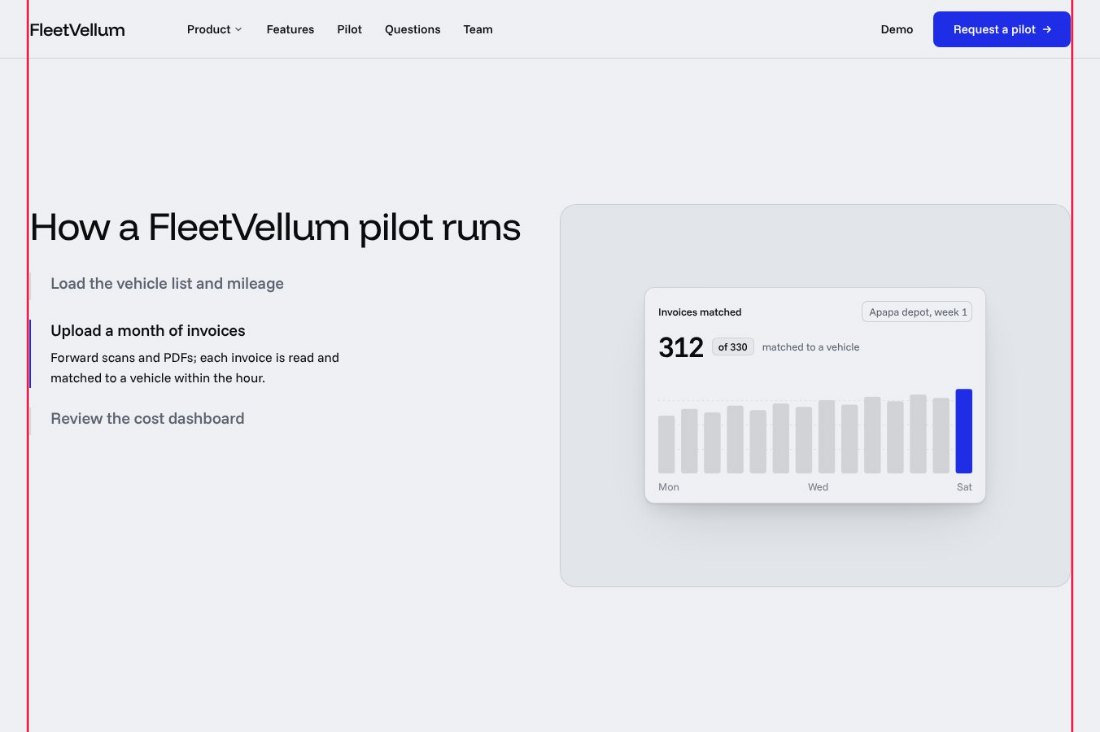 FleetVellum
Product
Features
Pilot
Questions
Team
Demo
Request a pilot →
How a FleetVellum pilot runs
Load the vehicle list and mileage
Upload a month of invoices
Forward scans and PDFs; each invoice is read and
matched to a vehicle within the hour.
Review the cost dashboard
Invoices matched
Apapa depot, week 1
312 of 330 matched to a vehicle
Mon Wed Sat